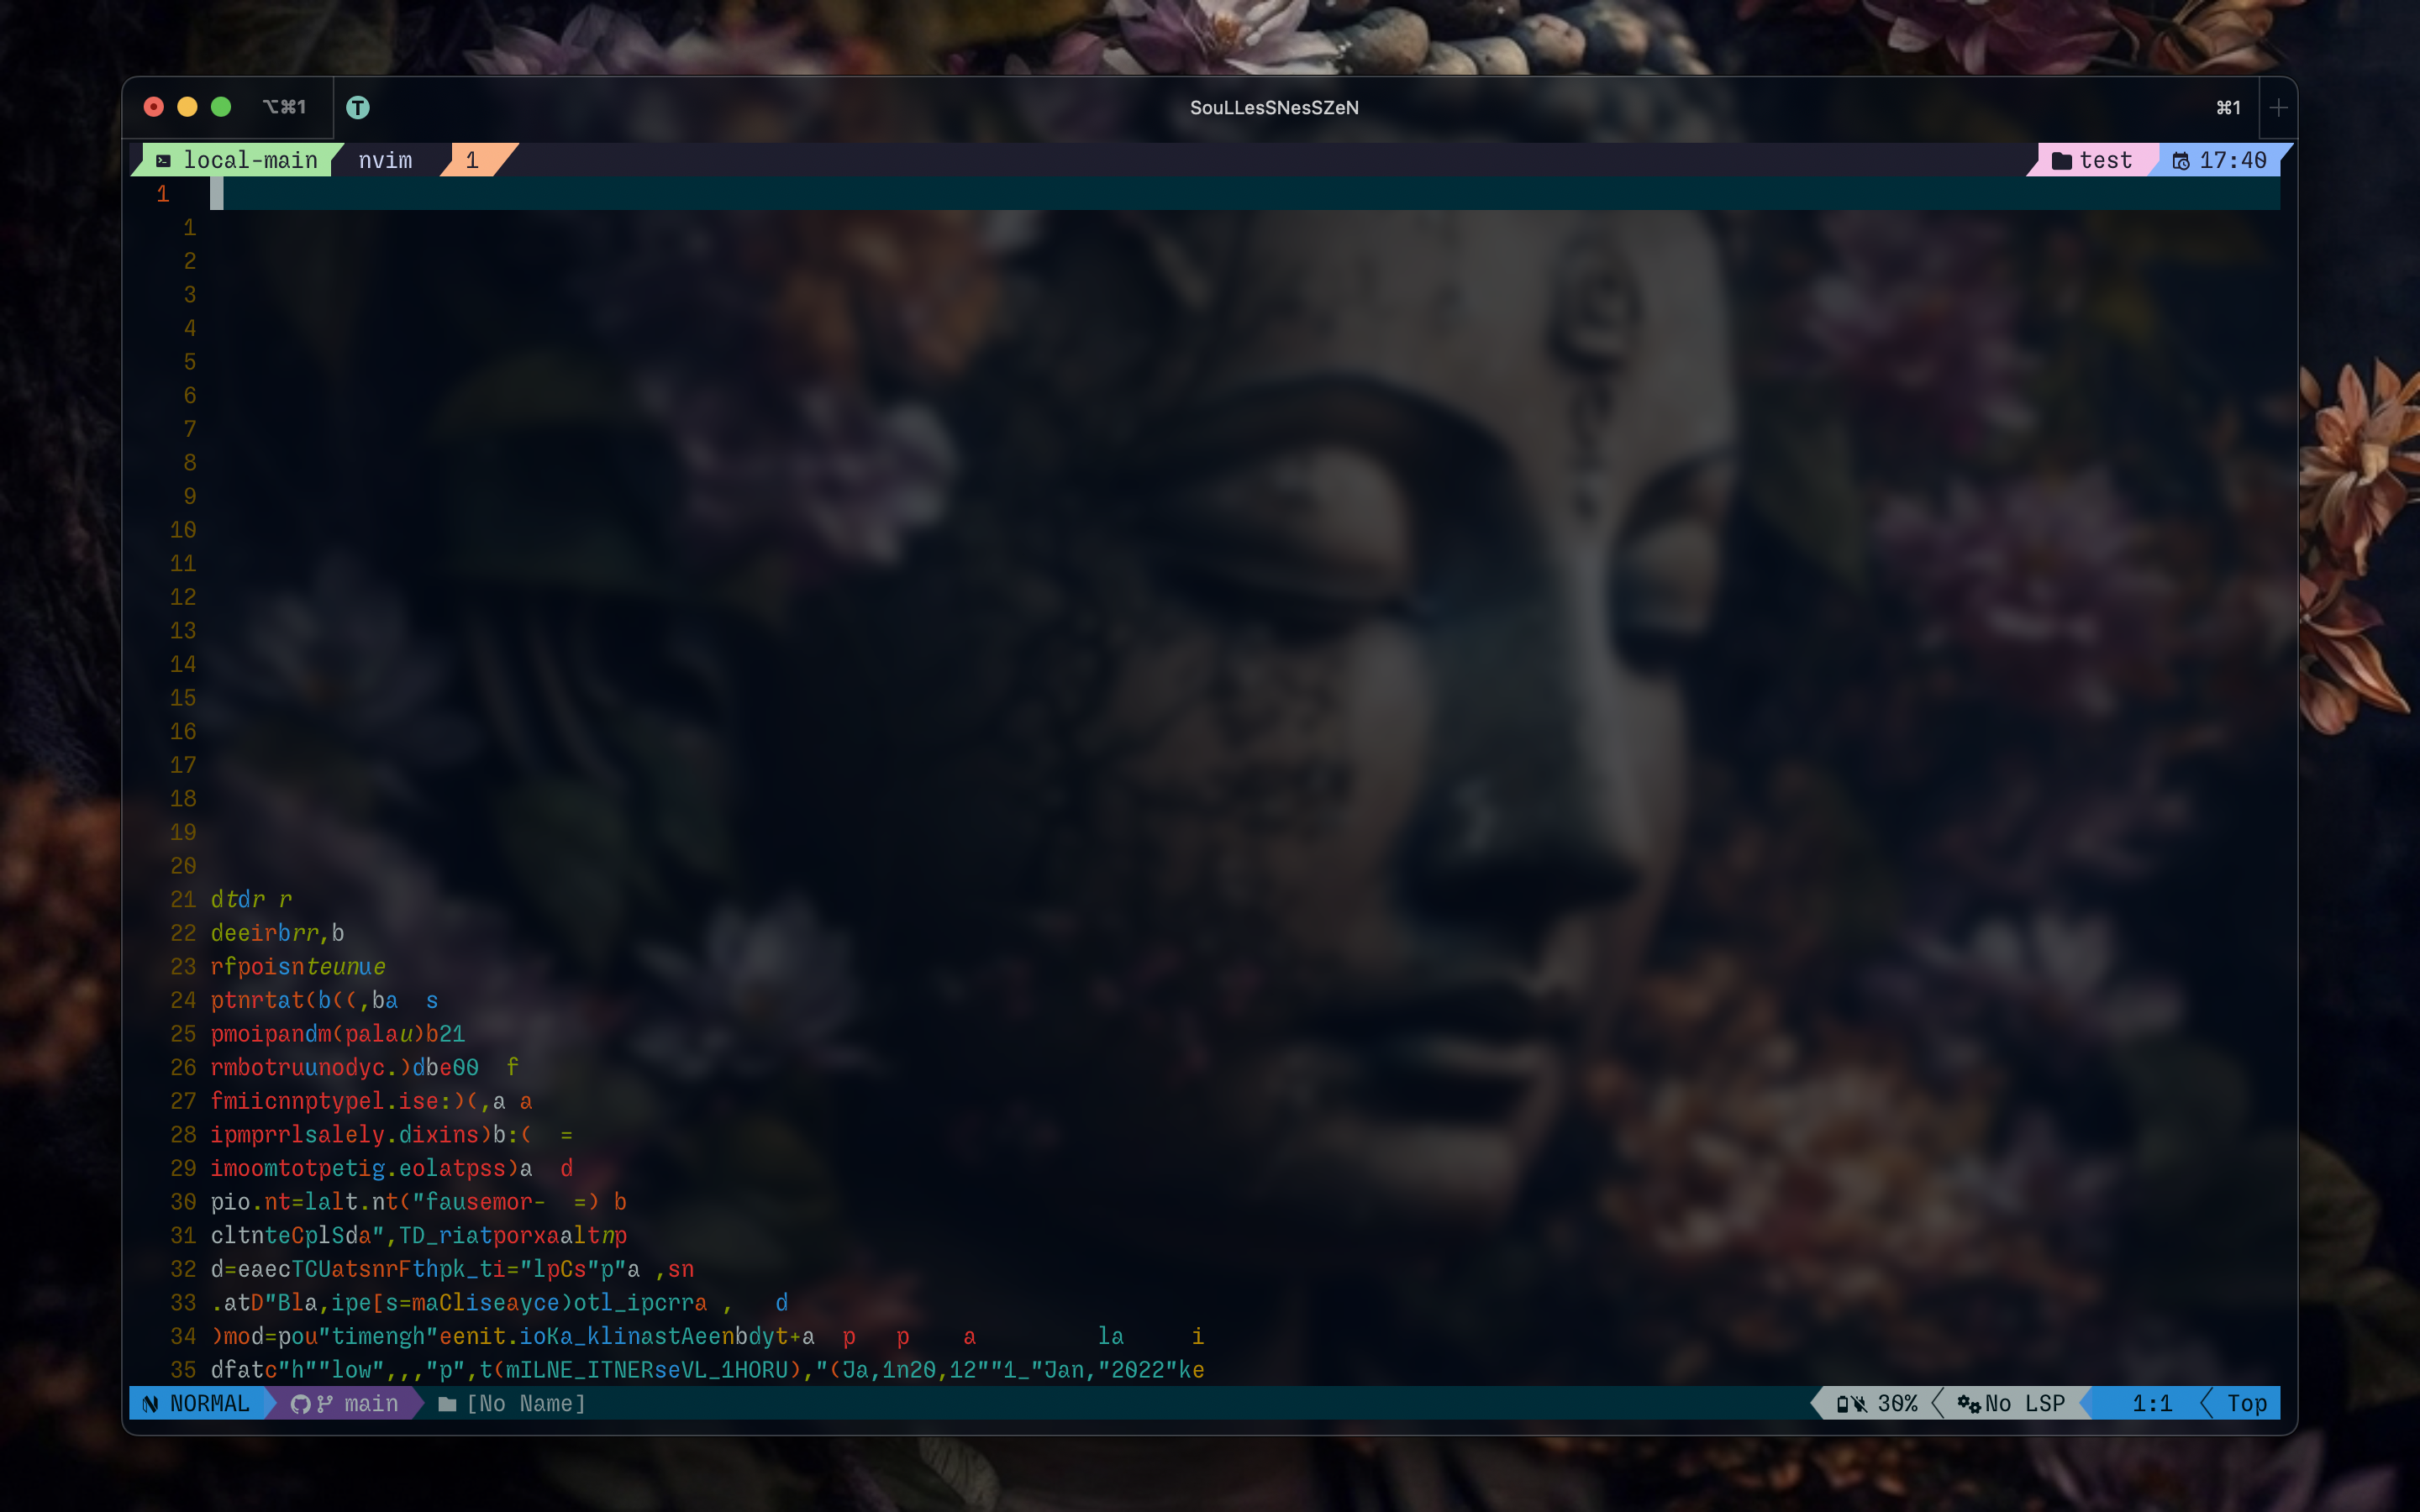 ⌥⌘1 T SouLLesSNesSZeN ⌘1 +
local-main nvim 1 test 17:40
1
1
2
3
4
5
6
7
8
9
10
11
12
13
14
15
16
17
18
19
20
21 dtdr r
22 deeirbrr,b
23 rfpoisnteunue
24 ptnrtat(b((,ba  s
25 pmoipandm(palau)b21
26 rmbotruunodyc.)dbe00  f
27 fmiicnnptypel.ise:)(,a a
28 ipmprrlsalely.dixins)b:(  =
29 imoomtotpetig.eolatpss)a  d
30 pio.nt=lalt.nt("fausemor-  =) b
31 cltnteCplSda",TD_riatporxaaltnp
32 d=eaecTCUatsnrFthpk_ti="lpCs"p"a ,sn
33 .atD"Bla,ipe[s=maCliseayce)otl_ipcrra ,   d
34 )mod=pou"timengh"eenit.ioKa_klinastAeenbdyt+a  p   p    a         la     i
35 dfatc"h""low",,,"p",t(mILNE_ITNERseVL_1HORU),"(Ja,1n20,12""1_"Jan,"2022"ke
NORMAL main [No Name] 30% No LSP 1:1 Top